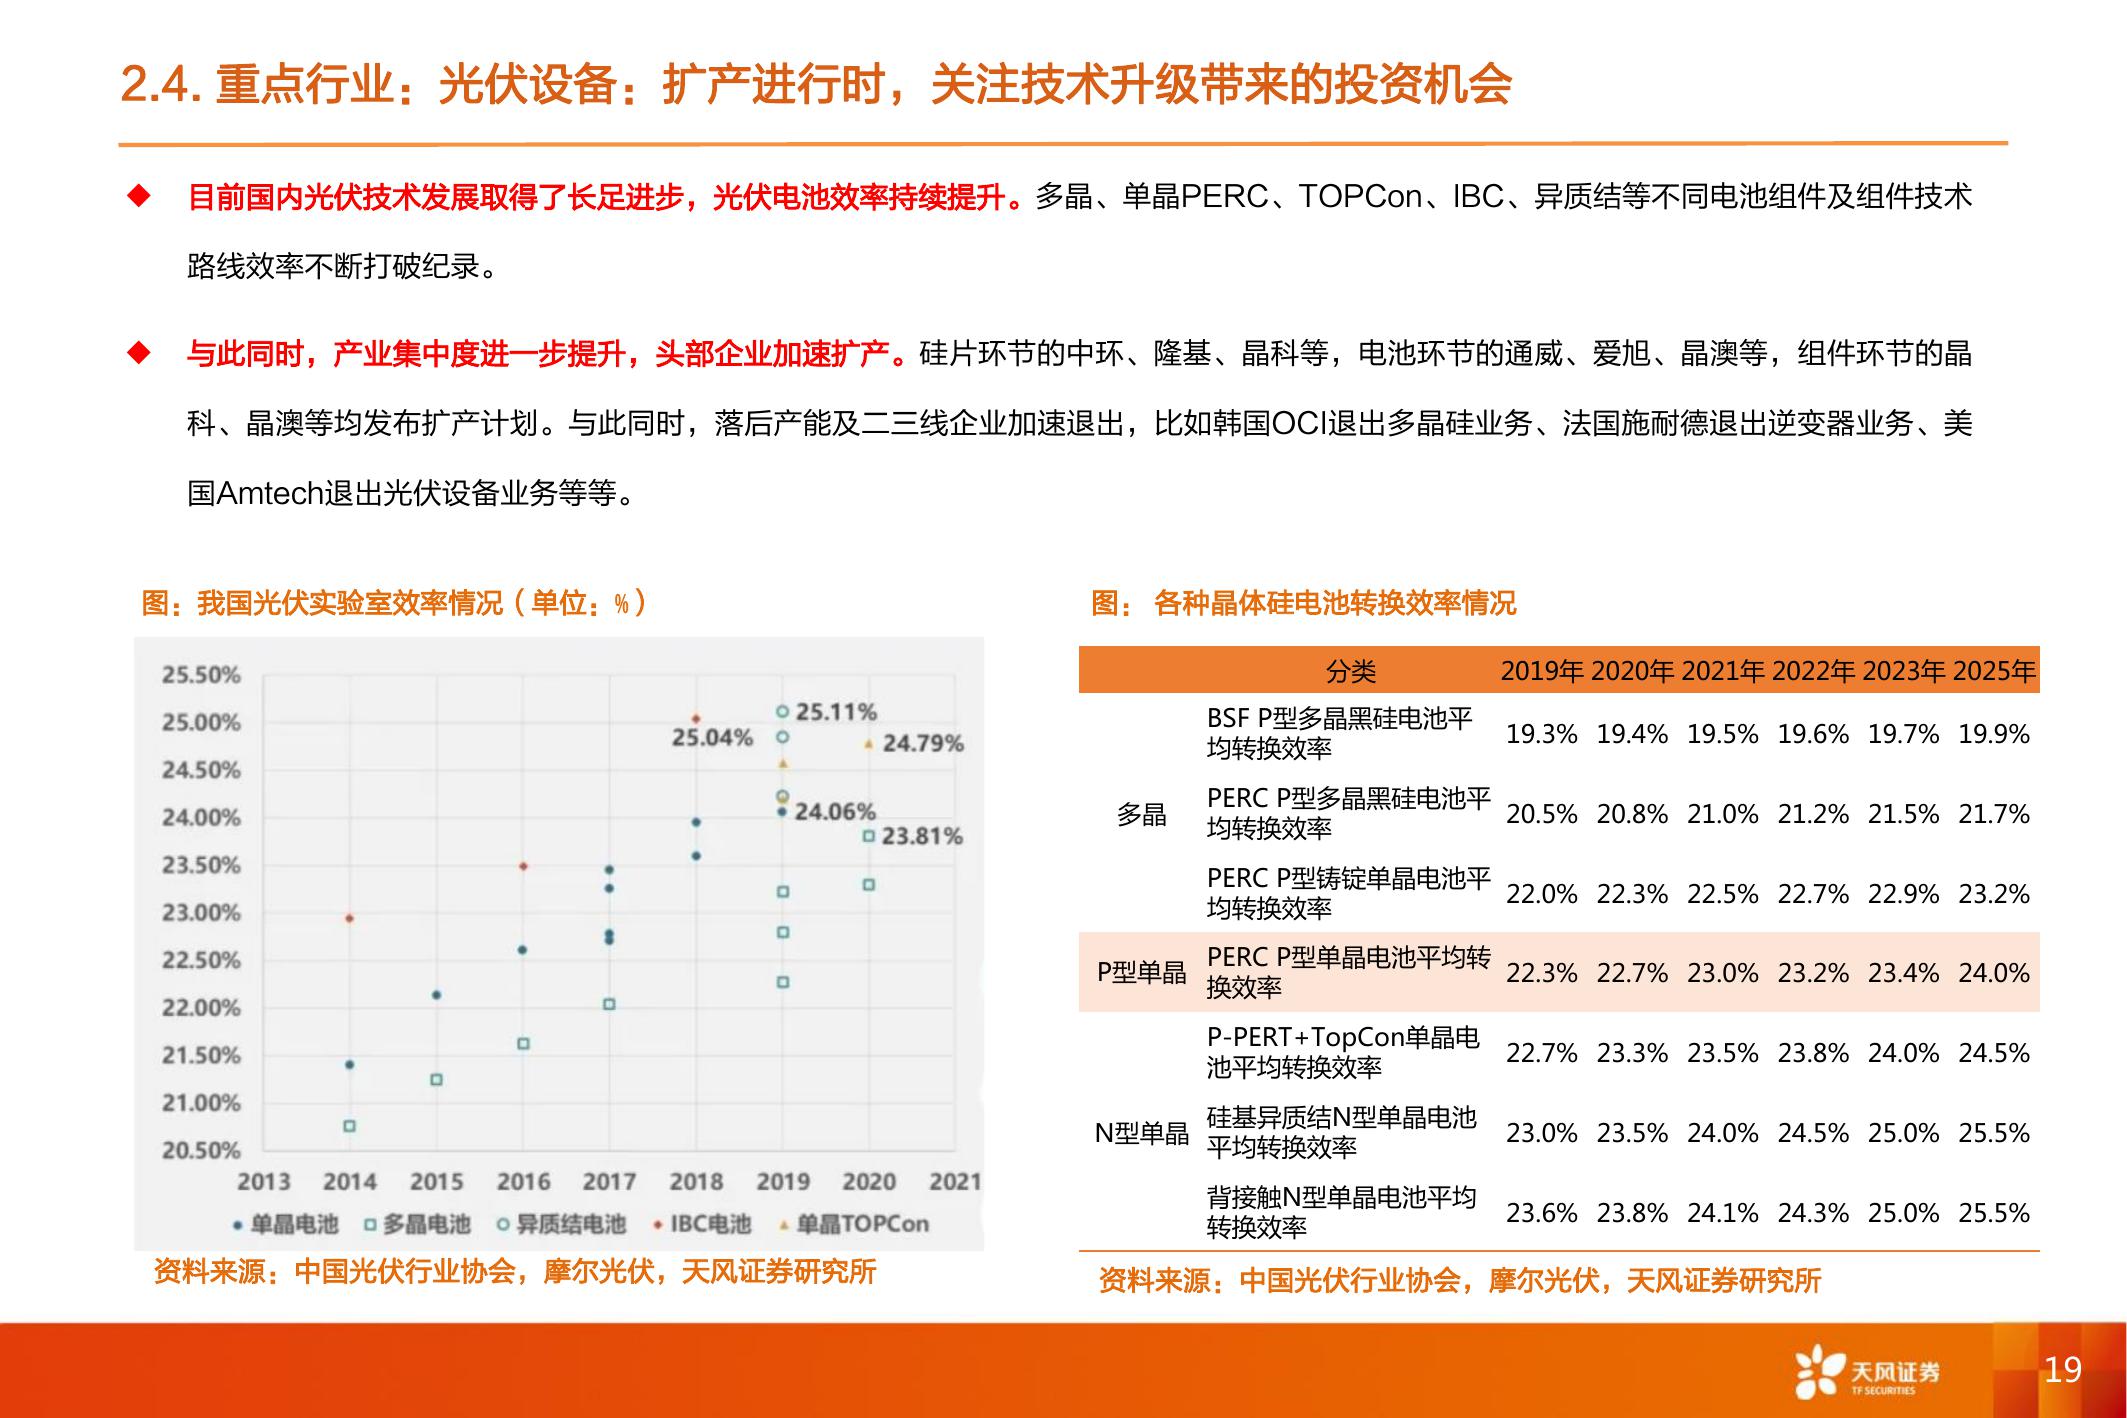 2.4. 重点行业：光伏设备：扩产进行时，关注技术升级带来的投资机会
◆ 目前国内光伏技术发展取得了长足进步，光伏电池效率持续提升。多晶、单晶PERC、TOPCon、IBC、异质结等不同电池组件及组件技术
路线效率不断打破纪录。
◆ 与此同时，产业集中度进一步提升，头部企业加速扩产。硅片环节的中环、隆基、晶科等，电池环节的通威、爱旭、晶澳等，组件环节的晶
科、晶澳等均发布扩产计划。与此同时，落后产能及二三线企业加速退出，比如韩国OCI退出多晶硅业务、法国施耐德退出逆变器业务、美
国Amtech退出光伏设备业务等等。
图：我国光伏实验室效率情况（单位：%）
25.50%
25.00%
24.50%
24.00%
23.50%
23.00%
22.50%
22.00%
21.50%
21.00%
20.50%
25.11%
25.04%
24.79%
24.06%
23.81%
2013 2014 2015 2016 2017 2018 2019 2020 2021
单晶电池 多晶电池 异质结电池 IBC电池 单晶TOPCon
资料来源：中国光伏行业协会，摩尔光伏，天风证券研究所
图： 各种晶体硅电池转换效率情况
分类 2019年 2020年 2021年 2022年 2023年 2025年
多晶
BSF P型多晶黑硅电池平
均转换效率
19.3% 19.4% 19.5% 19.6% 19.7% 19.9%
PERC P型多晶黑硅电池平
均转换效率
20.5% 20.8% 21.0% 21.2% 21.5% 21.7%
PERC P型铸锭单晶电池平
均转换效率
22.0% 22.3% 22.5% 22.7% 22.9% 23.2%
P型单晶
PERC P型单晶电池平均转
换效率
22.3% 22.7% 23.0% 23.2% 23.4% 24.0%
N型单晶
P-PERT+TopCon单晶电
池平均转换效率
22.7% 23.3% 23.5% 23.8% 24.0% 24.5%
硅基异质结N型单晶电池
平均转换效率
23.0% 23.5% 24.0% 24.5% 25.0% 25.5%
背接触N型单晶电池平均
转换效率
23.6% 23.8% 24.1% 24.3% 25.0% 25.5%
资料来源：中国光伏行业协会，摩尔光伏，天风证券研究所
天风证券
TF SECURITIES
19